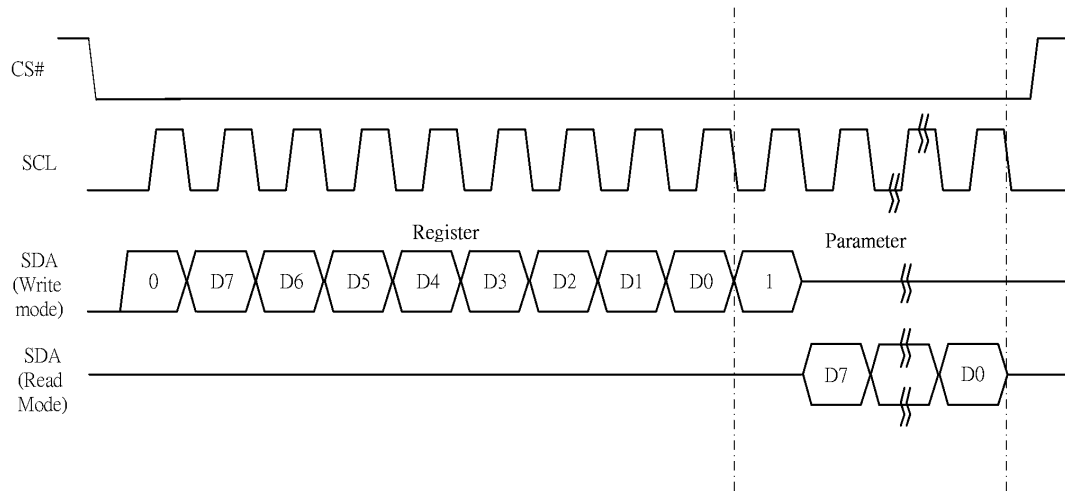 CS#
SCL
Register
Parameter
SDA
(Write
mode)
0 D7 D6 D5 D4 D3 D2 D1 D0 1
SDA
(Read
Mode)
D7 D0